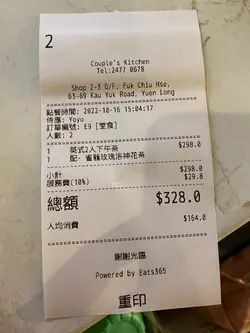 2
Couple's Kitchen
Tel:2477 0678
Shop 2-3 G/F, Fuk Chiu Hse,
63-69 Kau Yuk Road, Yuen Long
點餐時間: 2022-10-16 15:04:17
侍應: Yoyo
訂單編號: E9 [堂食]
人數: 2
1 英式2人下午茶 $298.0
1 配: 雀巢玫瑰洛神花茶
小計 $298.0
服務費(10%) $29.8
總額 $328.0
人均消費 $164.0
謝謝光臨
Powered by Eats365
重印